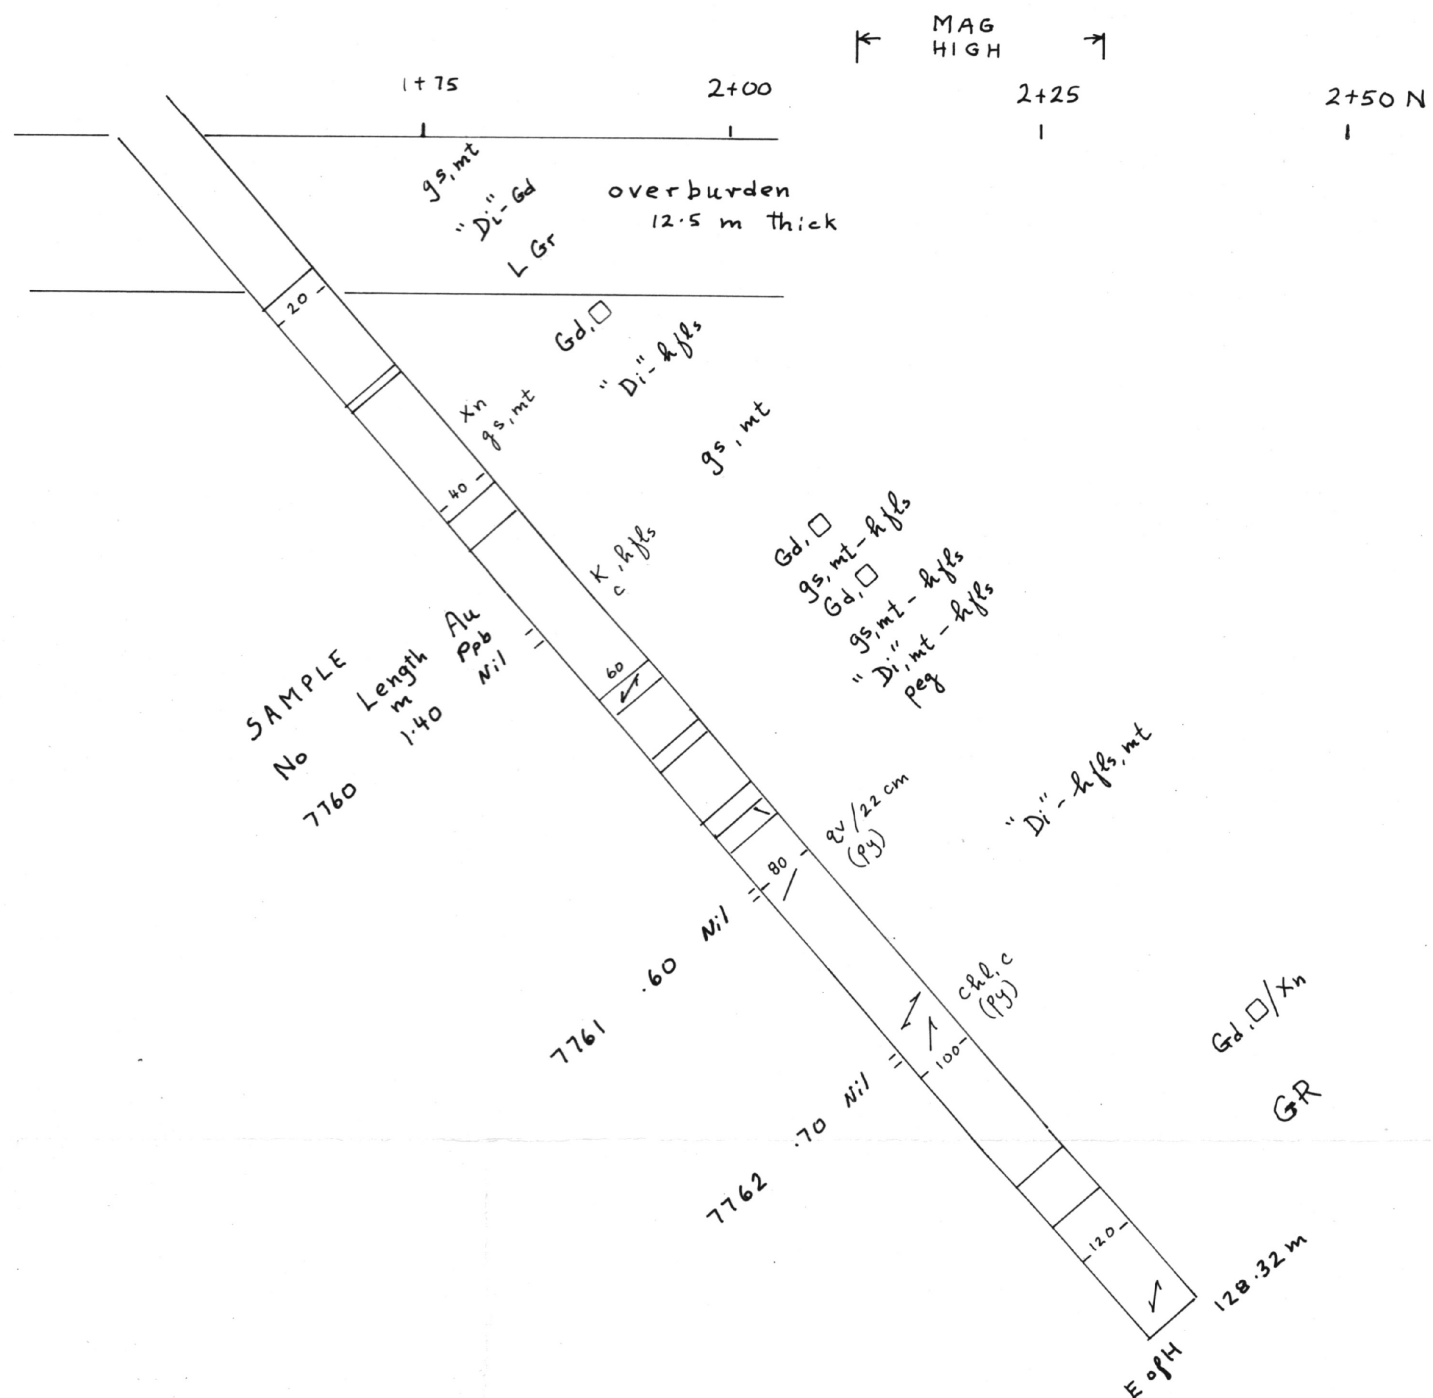 MAG
HIGH
1+75
2+00
2+25
2+50 N
gs, mt
"Di"-Gd
L Gr
overburden
12.5 m thick
20
Gd, □
"Di"-hfls
Xn
gs, mt
gs, mt
40
K, hfls
c
Gd, □
gs, mt-hfls
Gd, □
gs, mt-hfls
"Di", mt-hfls
peg
SAMPLE
No
Length
m
Au
ppb
7760
1.40
Nil
60
qv/22 cm
(Py)
"Di"-hfls, mt
80
7761
.60
Nil
chl, c
(Py)
Gd, □/Xn
GR
100
7762
.70
Nil
120
128.32 m
E of H